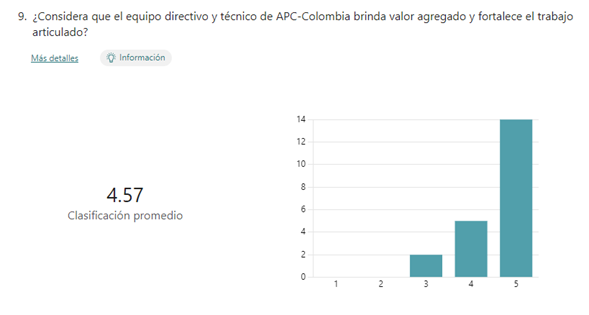 9. ¿Considera que el equipo directivo y técnico de APC-Colombia brinda valor agregado y fortalece el trabajo
articulado?
Más detalles
Información
4.57
Clasificación promedio
14
12
10
8
6
4
2
0
1 2 3 4 5